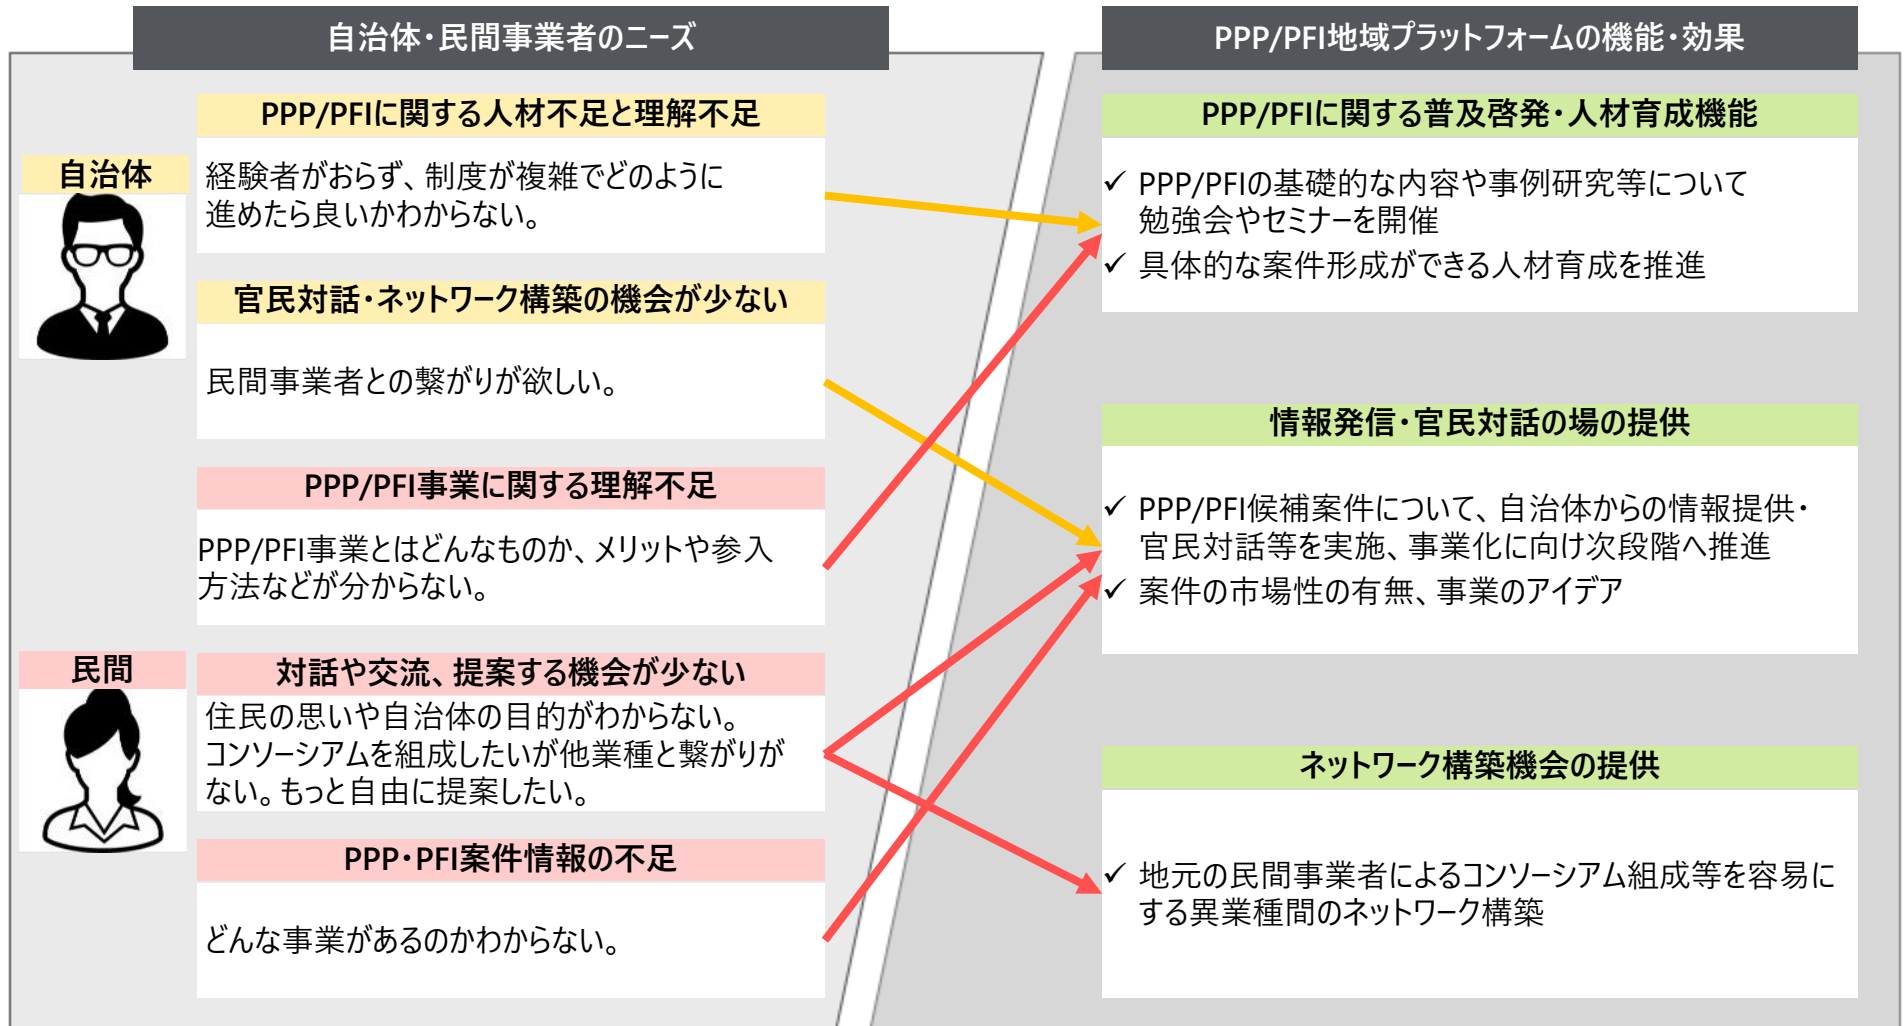 自治体・民間事業者のニーズ
自治体
PPP/PFIに関する人材不足と理解不足
経験者がおらず、制度が複雑でどのように
進めたら良いかわからない。
官民対話・ネットワーク構築の機会が少ない
民間事業者との繋がりが欲しい。
PPP/PFI事業に関する理解不足
PPP/PFI事業とはどんなものか、メリットや参入
方法などが分からない。
民間
対話や交流、提案する機会が少ない
住民の思いや自治体の目的がわからない。
コンソーシアムを組成したいが他業種と繋がりが
ない。もっと自由に提案したい。
PPP・PFI案件情報の不足
どんな事業があるのかわからない。
PPP/PFI地域プラットフォームの機能・効果
PPP/PFIに関する普及啓発・人材育成機能
✓ PPP/PFIの基礎的な内容や事例研究等について
勉強会やセミナーを開催
✓ 具体的な案件形成ができる人材育成を推進
情報発信・官民対話の場の提供
✓ PPP/PFI候補案件について、自治体からの情報提供・
官民対話等を実施、事業化に向け次段階へ推進
✓ 案件の市場性の有無、事業のアイデア
ネットワーク構築機会の提供
✓ 地元の民間事業者によるコンソーシアム組成等を容易に
する異業種間のネットワーク構築